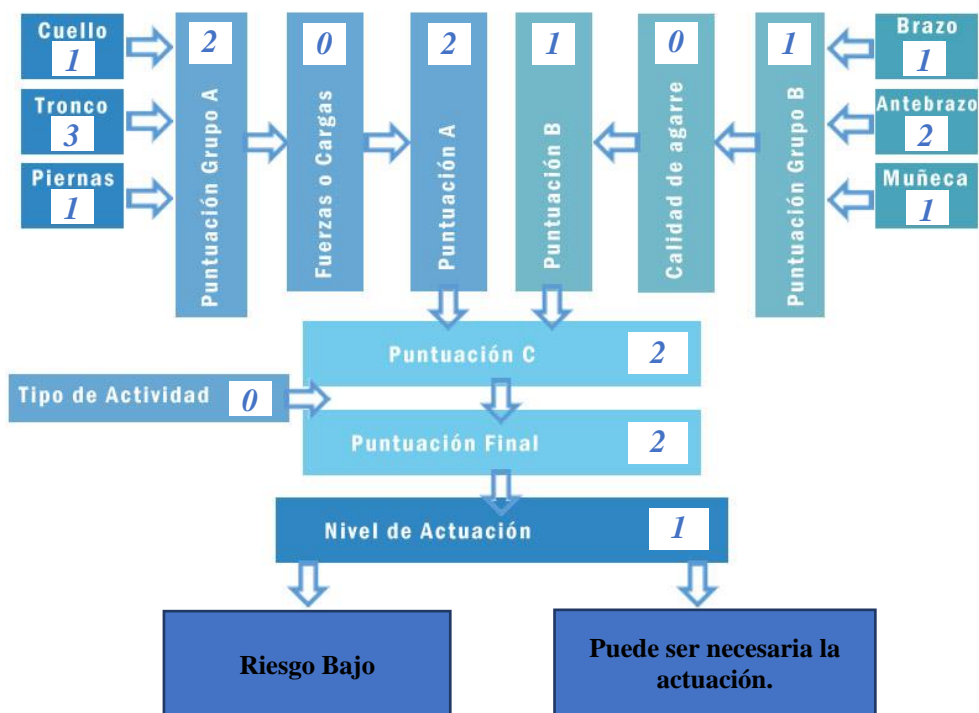 Cuello
1
Tronco
3
Piernas
1
2
Puntuación Grupo A
0
Fuerzas o Cargas
2
Puntuación A
1
Puntuación B
0
Calidad de agarre
1
Puntuación Grupo B
Brazo
1
Antebrazo
2
Muñeca
1
Puntuación C 2
Tipo de Actividad 0
Puntuación Final 2
Nivel de Actuación 1
Riesgo Bajo
Puede ser necesaria la
actuación.